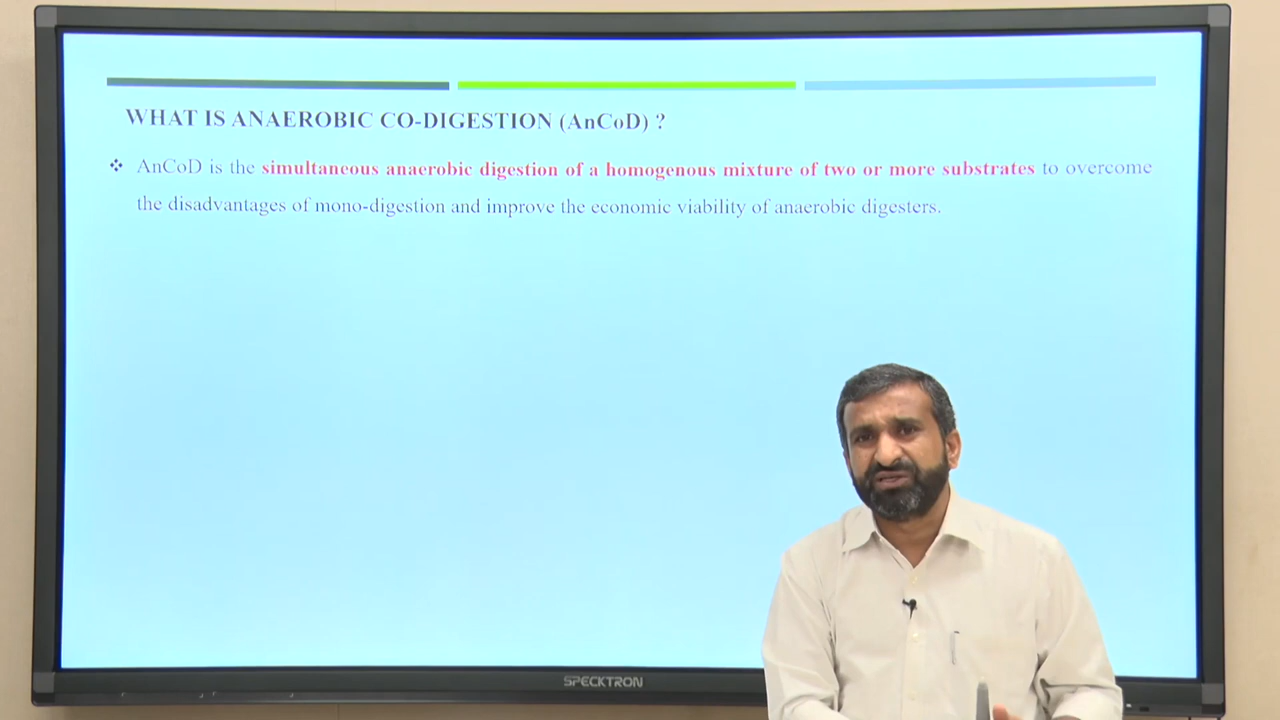 WHAT IS ANAEROBIC CO-DIGESTION (AnCoD) ?
❖ AnCoD is the simultaneous anaerobic digestion of a homogenous mixture of two or more substrates to overcome
the disadvantages of mono-digestion and improve the economic viability of anaerobic digesters.
SPECKTRON